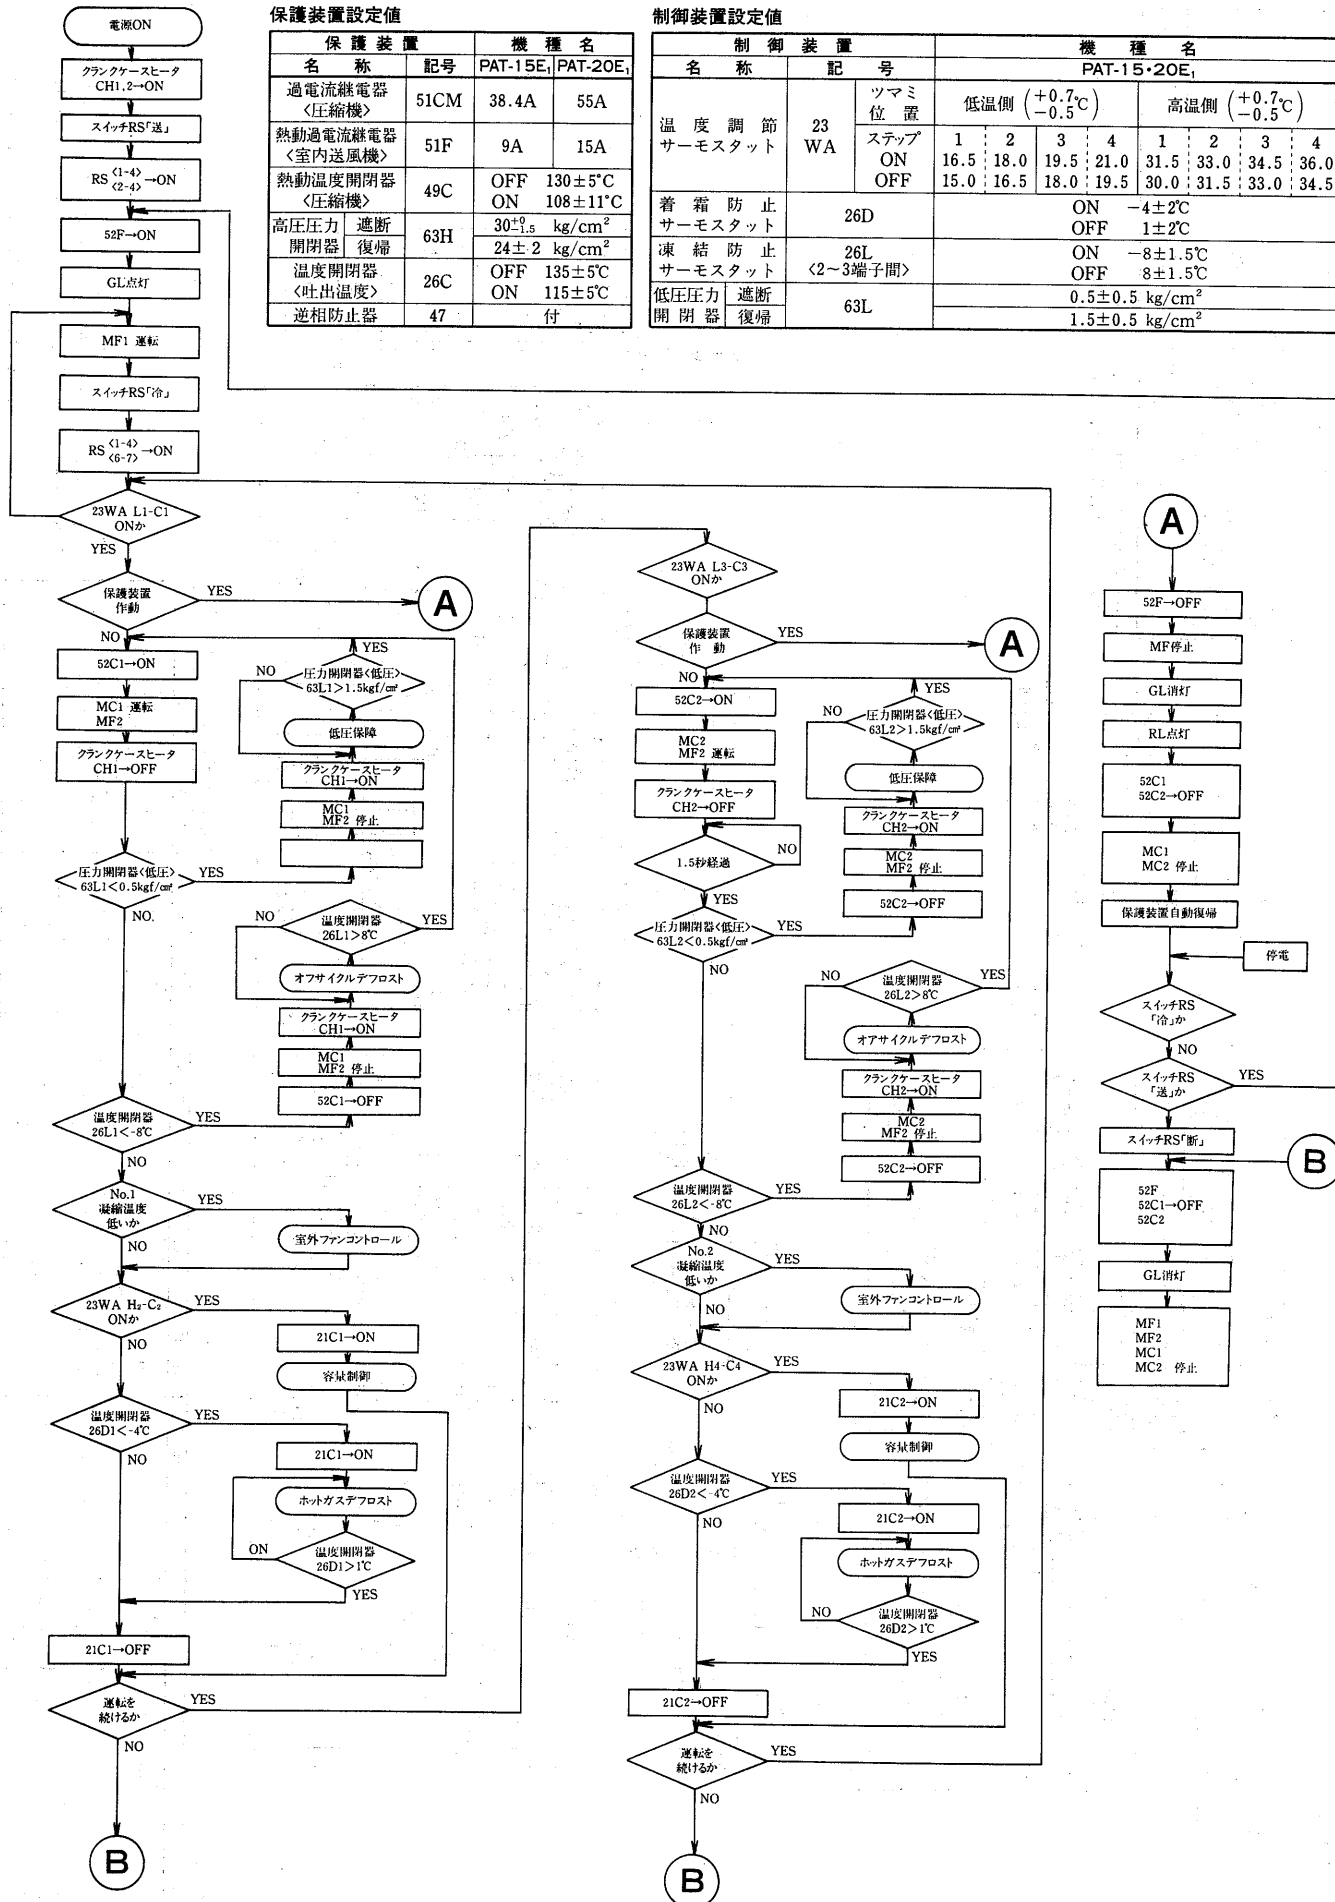 保護装置設定値
保護装置 機種名
名称 記号 PAT-15E₁ PAT-20E₁
過電流継電器
〈圧縮機〉 51CM 38.4A 55A
熱動過電流継電器
〈室内送風機〉 51F 9A 15A
熱動温度開閉器
〈圧縮機〉 49C OFF 130±5℃
ON 108±11℃
高圧圧力
開閉器 遮断 63H 30⁺⁰₋₁.₅ kg/cm²
復帰 24±2 kg/cm²
温度開閉器
〈吐出温度〉 26C OFF 135±5℃
ON 115±5℃
逆相防止器 47 付
制御装置設定値
制御装置 機種名
名称 記号 PAT-15・20E₁
温度調節
サーモスタット 23
WA ツマミ
位置 低温側 (+0.7 -0.5℃) 高温側 (+0.7 -0.5℃)
ステップ 1 2 3 4 1 2 3 4
ON 16.5 18.0 19.5 21.0 31.5 33.0 34.5 36.0
OFF 15.0 16.5 18.0 19.5 30.0 31.5 33.0 34.5
着霜防止
サーモスタット 26D ON -4±2℃
OFF 1±2℃
凍結防止
サーモスタット 26L
〈2〜3端子間〉 ON -8±1.5℃
OFF 8±1.5℃
低圧圧力
開閉器 遮断 63L 0.5±0.5 kg/cm²
復帰 1.5±0.5 kg/cm²
電源ON
クランクケースヒータ
CH1,2→ON
スイッチRS「送」
RS〈1-4〉〈2-4〉→ON
52F→ON
GL点灯
MF1 運転
スイッチRS「冷」
RS〈1-4〉〈6-7〉→ON
23WA L1-C1
ONか
YES
保護装置
作動
YES
A
NO
52C1→ON
MC1 運転
MF2
クランクケースヒータ
CH1→OFF
圧力開閉器〈低圧〉
63L1<0.5kgf/cm²
YES
NO.
YES
NO
圧力開閉器〈低圧〉
63L1>1.5kgf/cm²
低圧保障
クランクケースヒータ
CH1→ON
MC1
MF2 停止
NO
温度開閉器
26L1>8℃
YES
オフサイクルデフロスト
クランクケースヒータ
CH1→ON
MC1
MF2 停止
52C1→OFF
温度開閉器
26L1<-8℃
YES
NO
No.1
凝縮温度
低いか
YES
室外ファンコントロール
NO
23WA H₂-C₂
ONか
YES
21C1→ON
容量制御
NO
温度開閉器
26D1<-4℃
YES
21C1→ON
NO
ホットガスデフロスト
ON
温度開閉器
26D1>1℃
YES
21C1→OFF
運転を
続けるか
YES
NO
B
23WA L3-C3
ONか
保護装置
作動
YES
A
NO
52C2→ON
MC2
MF2 運転
クランクケースヒータ
CH2→OFF
1.5秒経過
NO
YES
圧力開閉器〈低圧〉
63L2<0.5kgf/cm²
YES
NO
YES
NO
圧力開閉器〈低圧〉
63L2>1.5kgf/cm²
低圧保障
クランクケースヒータ
CH2→ON
MC2
MF2 停止
52C2→OFF
NO
温度開閉器
26L2>8℃
YES
オアサイクルデフロスト
クランクケースヒータ
CH2→ON
MC2
MF2 停止
52C2→OFF
温度開閉器
26L2<-8℃
YES
NO
No.2
凝縮温度
低いか
YES
室外ファンコントロール
NO
23WA H4-C4
ONか
YES
21C2→ON
容量制御
NO
温度開閉器
26D2<-4℃
YES
21C2→ON
NO
ホットガスデフロスト
NO
温度開閉器
26D2>1℃
YES
21C2→OFF
運転を
続けるか
YES
NO
B
A
52F→OFF
MF停止
GL消灯
RL点灯
52C1
52C2→OFF
MC1
MC2 停止
保護装置自動復帰
停電
スイッチRS
「冷」か
NO
スイッチRS
「送」か
YES
スイッチRS「断」
B
52F
52C1→OFF
52C2
GL消灯
MF1
MF2
MC1
MC2 停止